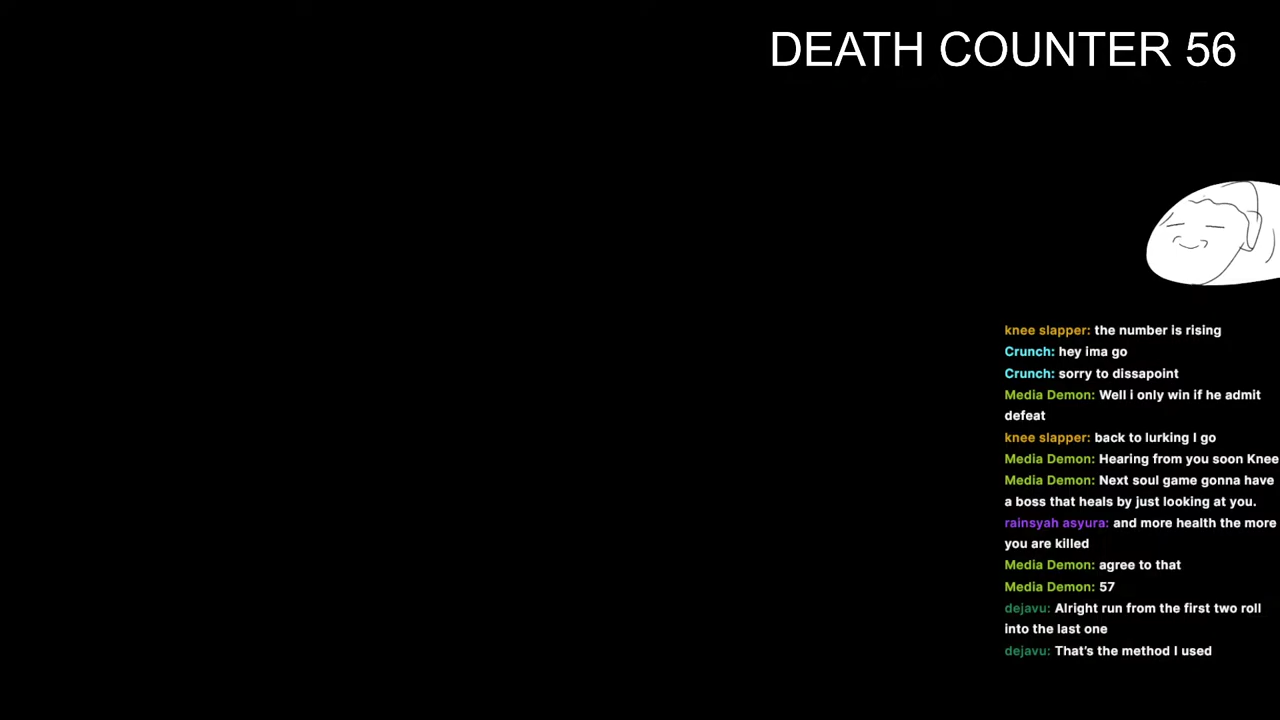 DEATH COUNTER 56
knee slapper: the number is rising
Crunch: hey ima go
Crunch: sorry to dissapoint
Media Demon: Well i only win if he admit
defeat
knee slapper: back to lurking I go
Media Demon: Hearing from you soon Knee
Media Demon: Next soul game gonna have
a boss that heals by just looking at you.
rainsyah asyura: and more health the more
you are killed
Media Demon: agree to that
Media Demon: 57
dejavu: Alright run from the first two roll
into the last one
dejavu: That's the method I used